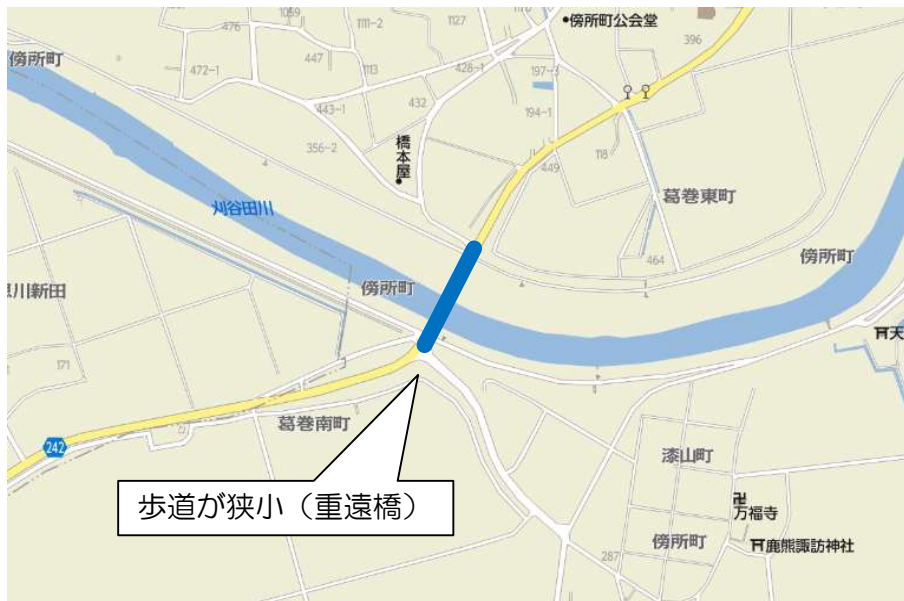 1069
1111-2
1127
476
傍所町公会堂
396
傍所町
472-1
447
1113
428-1
197-3
443-1
432
194-1
356-2
橋本屋
118
449
葛巻東町
刈谷田川
傍所町
464
傍所町
川新田
171
天
葛巻南町
242
漆山町
歩道が狭小（重遠橋）
卍
万福寺
傍所町
鹿熊諏訪神社
287